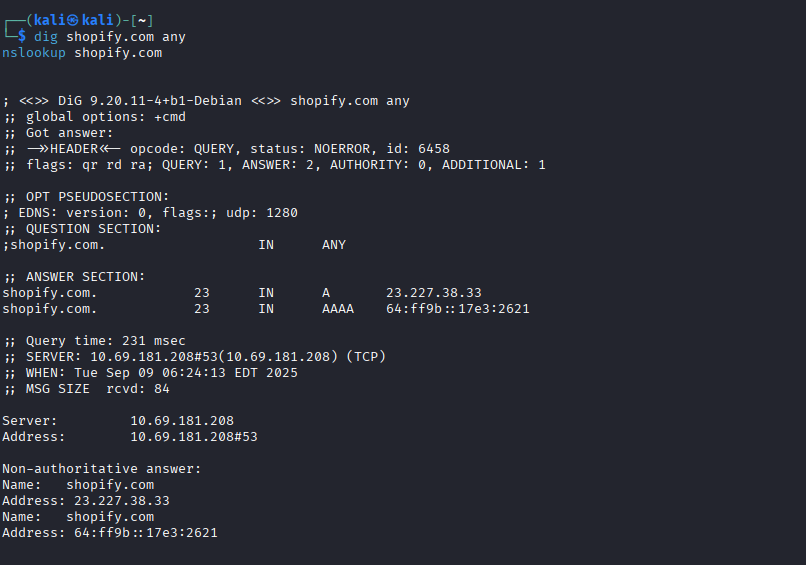 ┌──(kali㉿kali)-[~]
└─$ dig shopify.com any
nslookup shopify.com
; <<>> DiG 9.20.11-4+b1-Debian <<>> shopify.com any
;; global options: +cmd
;; Got answer:
;; ->>HEADER<<- opcode: QUERY, status: NOERROR, id: 6458
;; flags: qr rd ra; QUERY: 1, ANSWER: 2, AUTHORITY: 0, ADDITIONAL: 1
;; OPT PSEUDOSECTION:
; EDNS: version: 0, flags:; udp: 1280
;; QUESTION SECTION:
;shopify.com. IN ANY
;; ANSWER SECTION:
shopify.com. 23 IN A 23.227.38.33
shopify.com. 23 IN AAAA 64:ff9b::17e3:2621
;; Query time: 231 msec
;; SERVER: 10.69.181.208#53(10.69.181.208) (TCP)
;; WHEN: Tue Sep 09 06:24:13 EDT 2025
;; MSG SIZE rcvd: 84
Server: 10.69.181.208
Address: 10.69.181.208#53
Non-authoritative answer:
Name: shopify.com
Address: 23.227.38.33
Name: shopify.com
Address: 64:ff9b::17e3:2621